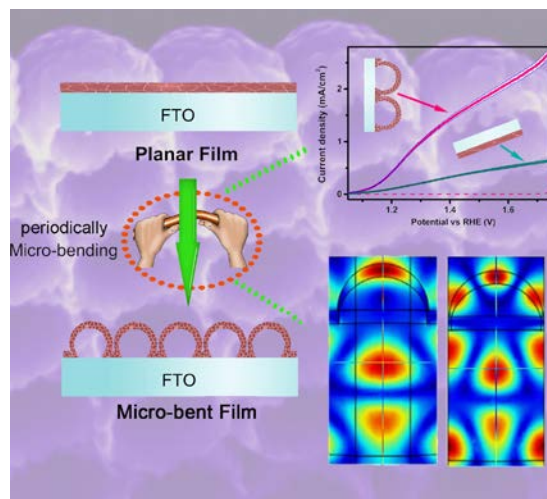 FTO
Planar Film
periodically
Micro-bending
FTO
Micro-bent Film
Current density (mA/cm²)
2
1
0
1.2
1.4
1.6
Potential vs RHE (V)